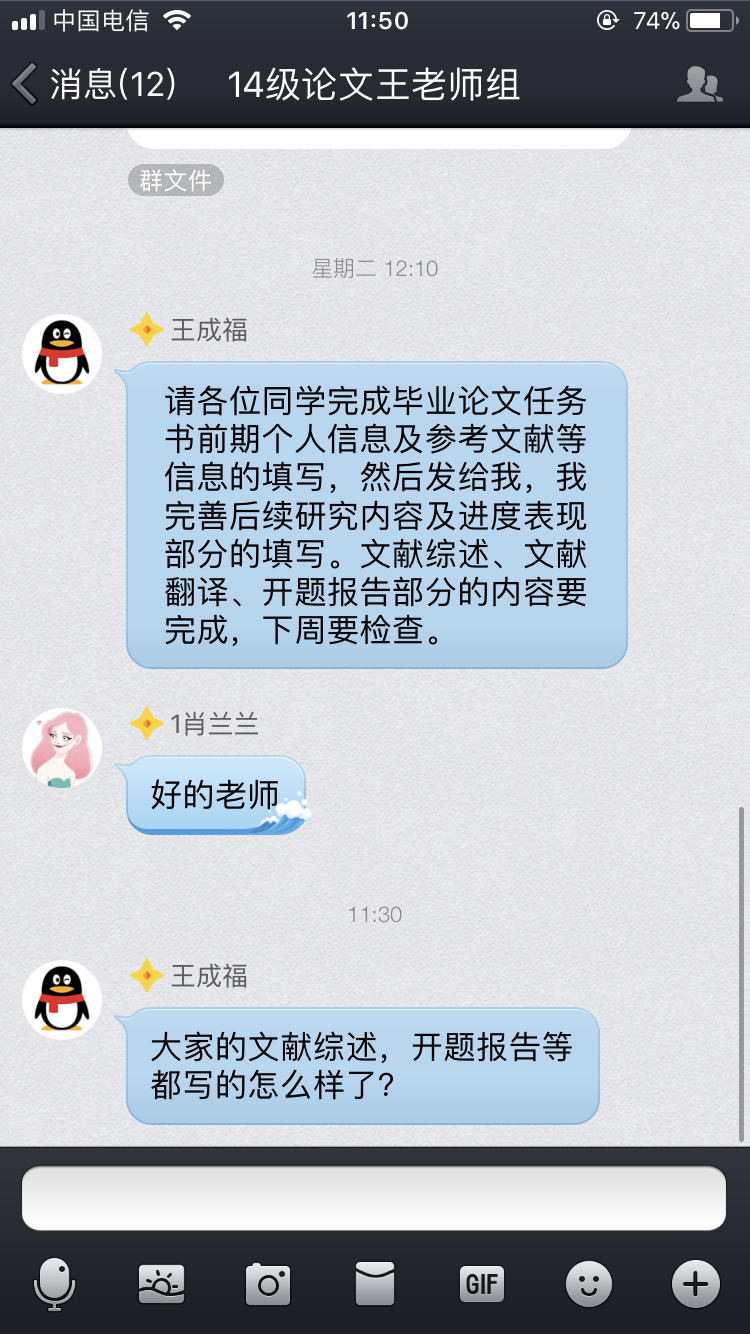 中国电信
11:50
74%
消息(12)
14级论文王老师组
群文件
星期二 12:10
王成福
请各位同学完成毕业论文任务
书前期个人信息及参考文献等
信息的填写，然后发给我，我
完善后续研究内容及进度表现
部分的填写。文献综述、文献
翻译、开题报告部分的内容要
完成，下周要检查。
1肖兰兰
好的老师
11:30
王成福
大家的文献综述，开题报告等
都写的怎么样了？
GIF